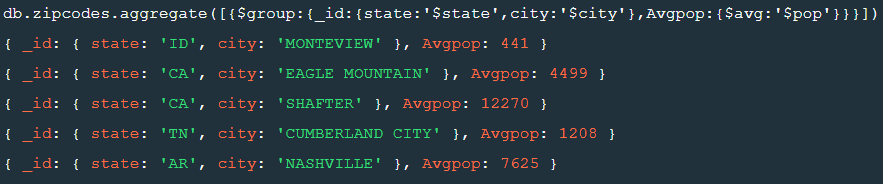 db.zipcodes.aggregate([{$group:{_id:{state:'$state',city:'$city'},Avgpop:{$avg:'$pop'}}}])
{ _id: { state: 'ID', city: 'MONTEVIEW' }, Avgpop: 441 }
{ _id: { state: 'CA', city: 'EAGLE MOUNTAIN' }, Avgpop: 4499 }
{ _id: { state: 'CA', city: 'SHAFTER' }, Avgpop: 12270 }
{ _id: { state: 'TN', city: 'CUMBERLAND CITY' }, Avgpop: 1208 }
{ _id: { state: 'AR', city: 'NASHVILLE' }, Avgpop: 7625 }